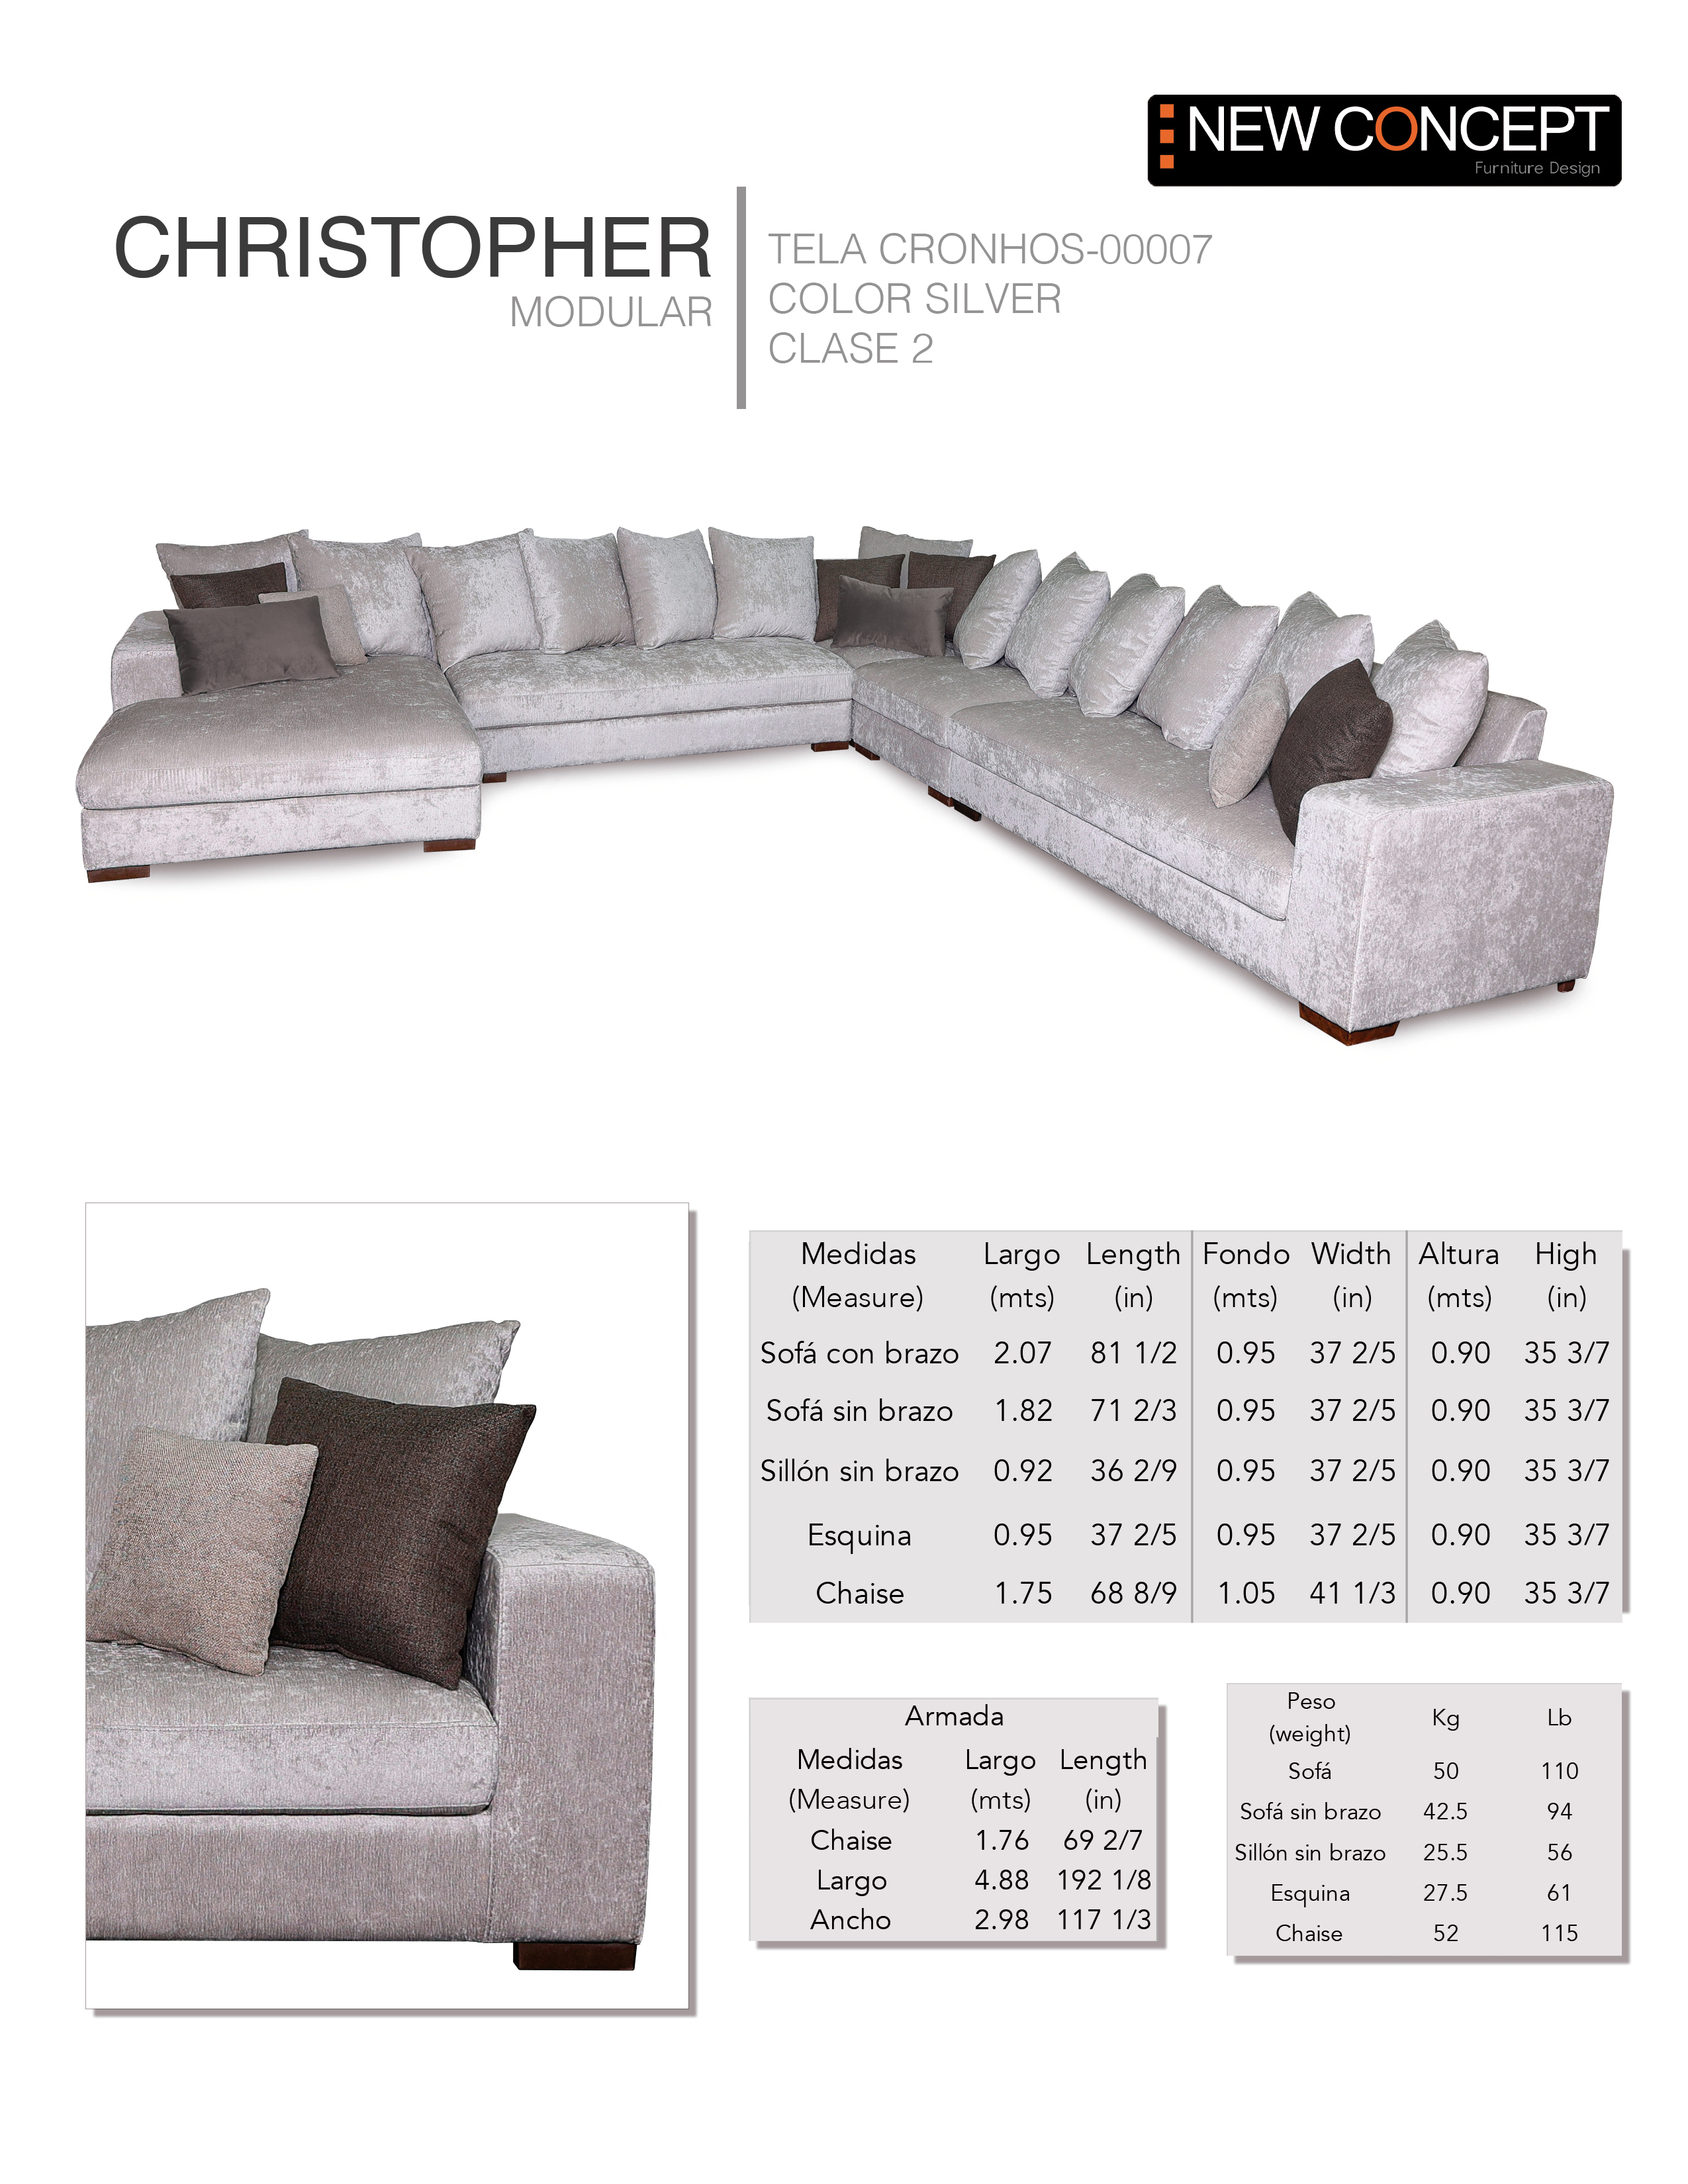 NEW CONCEPT
Furniture Design
CHRISTOPHER
MODULAR
TELA CRONHOS-00007
COLOR SILVER
CLASE 2
Medidas Largo Length Fondo Width Altura High
(Measure) (mts) (in) (mts) (in) (mts) (in)
Sofá con brazo 2.07 81 1/2 0.95 37 2/5 0.90 35 3/7
Sofá sin brazo 1.82 71 2/3 0.95 37 2/5 0.90 35 3/7
Sillón sin brazo 0.92 36 2/9 0.95 37 2/5 0.90 35 3/7
Esquina 0.95 37 2/5 0.95 37 2/5 0.90 35 3/7
Chaise 1.75 68 8/9 1.05 41 1/3 0.90 35 3/7
Armada
Medidas Largo Length
(Measure) (mts) (in)
Chaise 1.76 69 2/7
Largo 4.88 192 1/8
Ancho 2.98 117 1/3
Peso
(weight) Kg Lb
Sofá 50 110
Sofá sin brazo 42.5 94
Sillón sin brazo 25.5 56
Esquina 27.5 61
Chaise 52 115